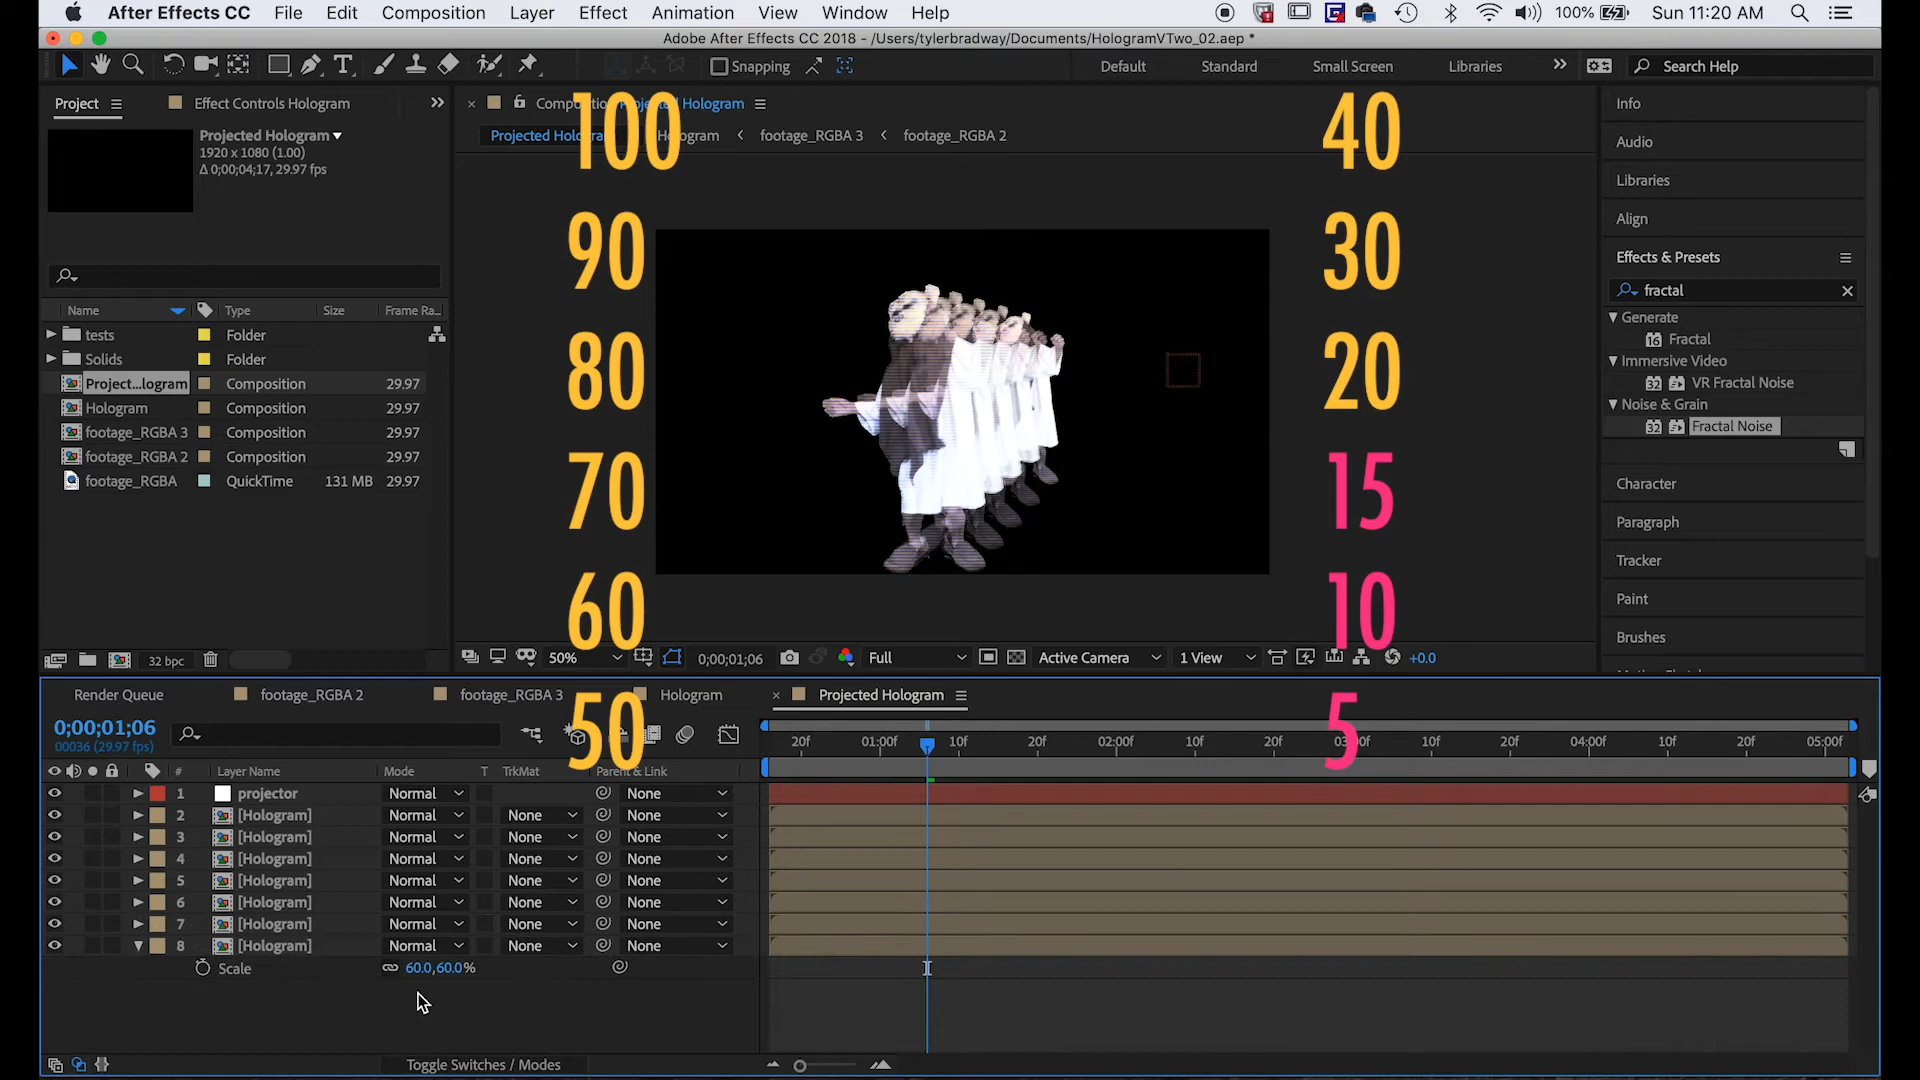 After Effects CC File Edit Composition Layer Effect Animation View Window Help 100% Sun 11:20 AM
Adobe After Effects CC 2018 - /Users/tylerbradway/Documents/HologramVTwo_02.aep *
Snapping Default Standard Small Screen Libraries Search Help
Project Effect Controls Hologram
Projected Hologram
Info
Projected Hologram
1920 x 1080 (1.00)
Δ 0;00;04;17, 29.97 fps
Hologram footage_RGBA 3 footage_RGBA 2
Audio
Libraries
Align
Effects & Presets
fractal
Generate
16 Fractal
Immersive Video
32 VR Fractal Noise
Noise & Grain
32 Fractal Noise
Character
Paragraph
Tracker
Paint
Brushes
100 40
90 30
80 20
70 15
60 10
50 5
Name Type Size Frame Ra...
tests Folder
Solids Folder
Project...logram Composition 29.97
Hologram Composition 29.97
footage_RGBA 3 Composition 29.97
footage_RGBA 2 Composition 29.97
footage_RGBA QuickTime 131 MB 29.97
32 bpc
50% 0;00;01;06 Full Active Camera 1 View +0.0
Render Queue footage_RGBA 2 footage_RGBA 3 Hologram Projected Hologram
0;00;01;06
00036 (29.97 fps)
20f 01:00f 10f 20f 02:00f 10f 20f 10f 20f 04:00f 10f 20f 05:00f
# Layer Name Mode T TrkMat Parent & Link
1 projector Normal None
2 [Hologram] Normal None None
3 [Hologram] Normal None None
4 [Hologram] Normal None None
5 [Hologram] Normal None None
6 [Hologram] Normal None None
7 [Hologram] Normal None None
8 [Hologram] Normal None None
Scale 60.0,60.0%
Toggle Switches / Modes